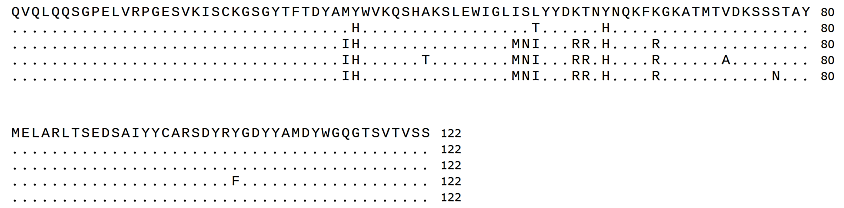 QVQLQQSGPELVRPGESVKISCKGSGYTFTDYAMYWVKQSHAKSLEWIGLISLYYDKTNYNQKFKGKATMTVDKSSSTAY 80
..................................H.................T......H.................... 80
.................................IH...............MNI...RR.H....R............... 80
.................................IH......T........MNI...RR.H....R......A........ 80
.................................IH...............MNI...RR.H....R...........N... 80
MELARLTSEDSAIYYCARSDYRYGDYYAMDYWGQGTSVTVSS 122
.......................................... 122
.......................................... 122
......................F................... 122
.......................................... 122